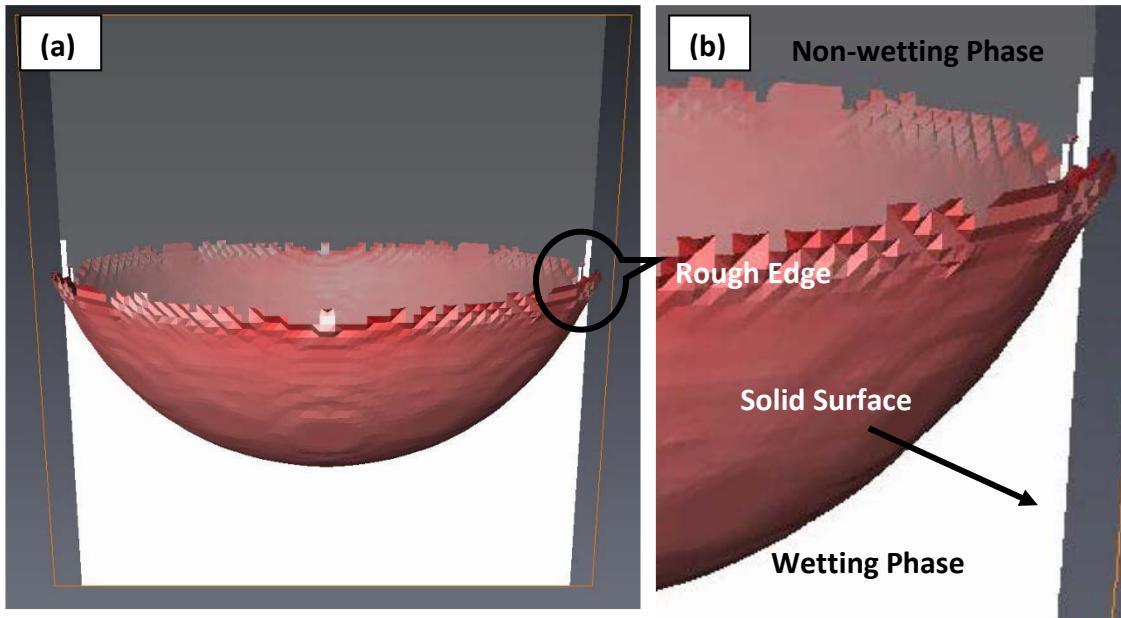 (a)
(b)
Non-wetting Phase
Rough Edge
Solid Surface
Wetting Phase